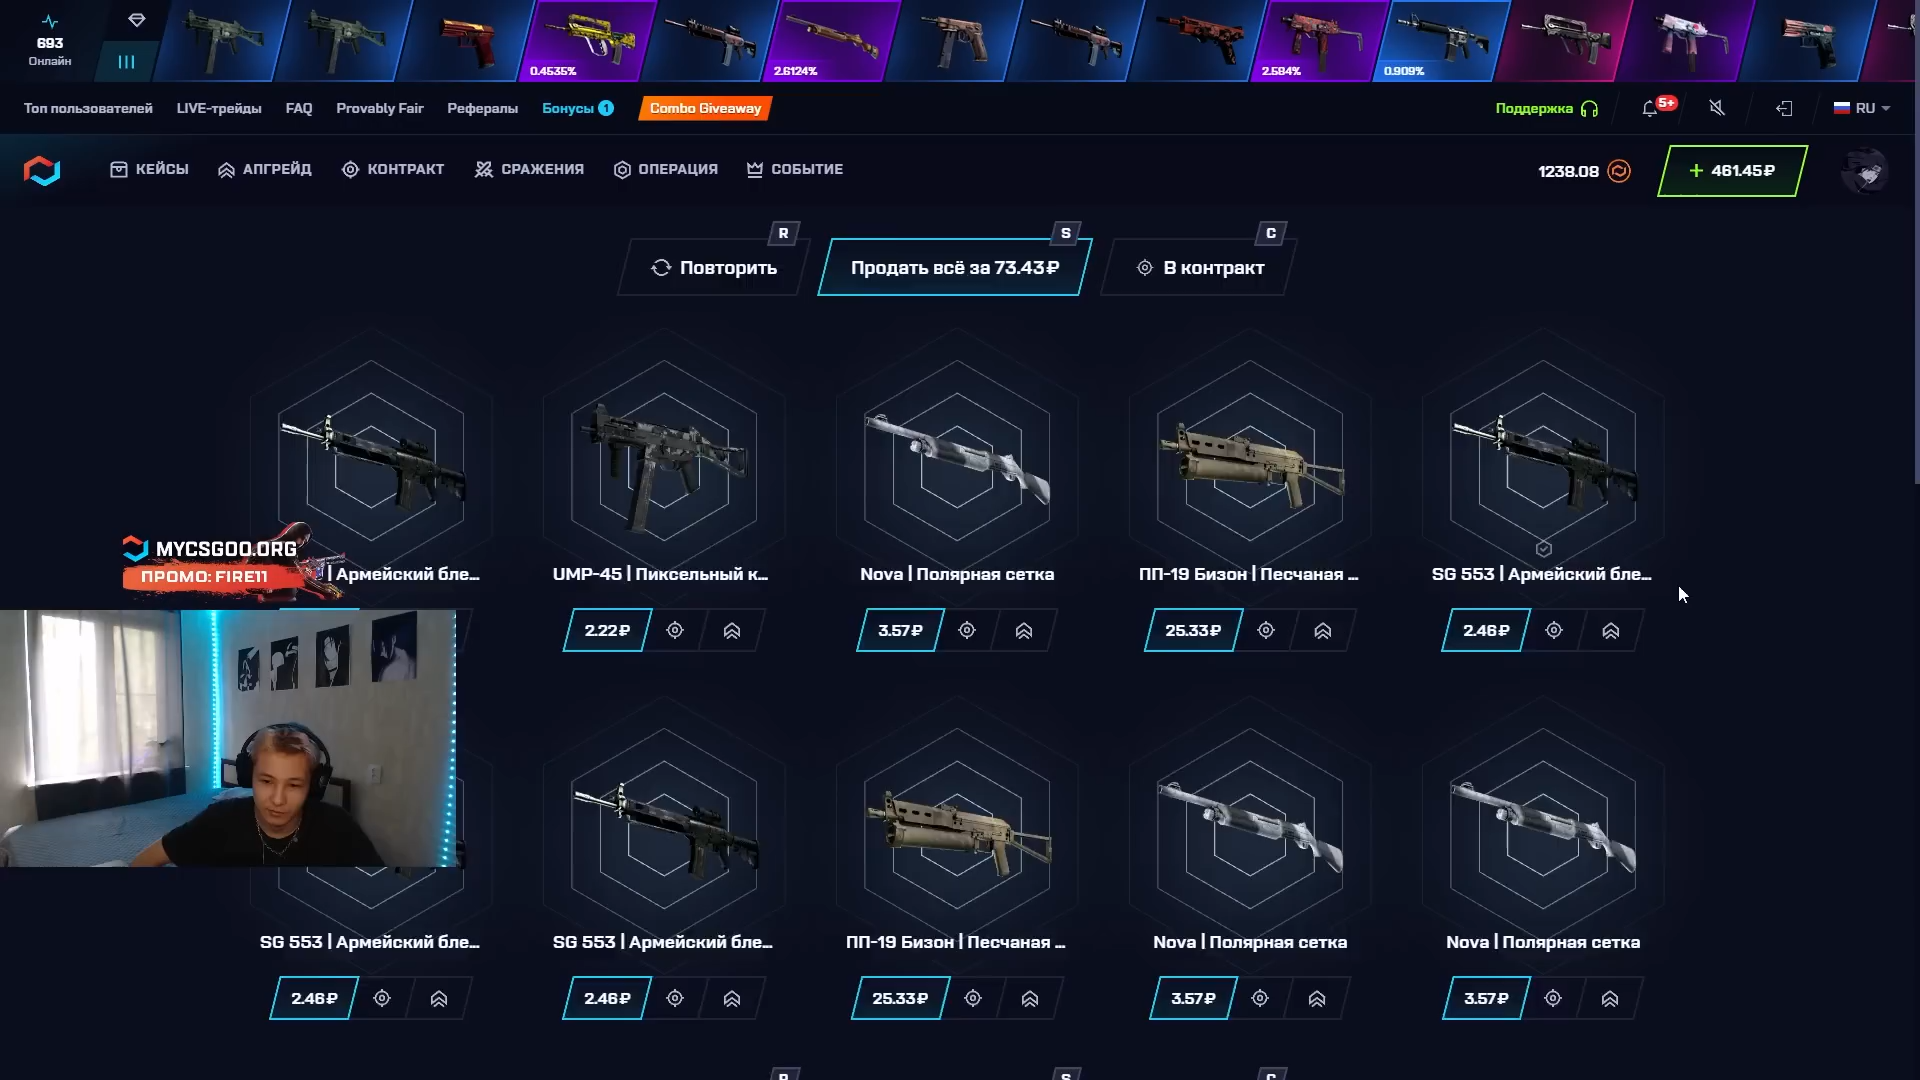 693
Онлайн
0.4535%
2.6124%
2.584%
0.909%
Топ пользователей
LIVE-трейды
FAQ
Provably Fair
Рефералы
Бонусы 1
Combo Giveaway
Поддержка
5+
RU
КЕЙСЫ
АПГРЕЙД
КОНТРАКТ
СРАЖЕНИЯ
ОПЕРАЦИЯ
СОБЫТИЕ
1238.08
+ 461.45₽
R
S
C
Повторить
Продать всё за 73.43₽
В контракт
MYCSGOO.ORG
ПРОМО: FIRE11
| Армейский бле...
UMP-45 | Пиксельный к...
Nova | Полярная сетка
ПП-19 Бизон | Песчаная ...
SG 553 | Армейский бле...
2.22₽
3.57₽
25.33₽
2.46₽
SG 553 | Армейский бле...
SG 553 | Армейский бле...
ПП-19 Бизон | Песчаная ...
Nova | Полярная сетка
Nova | Полярная сетка
2.46₽
2.46₽
25.33₽
3.57₽
3.57₽
R
S
C